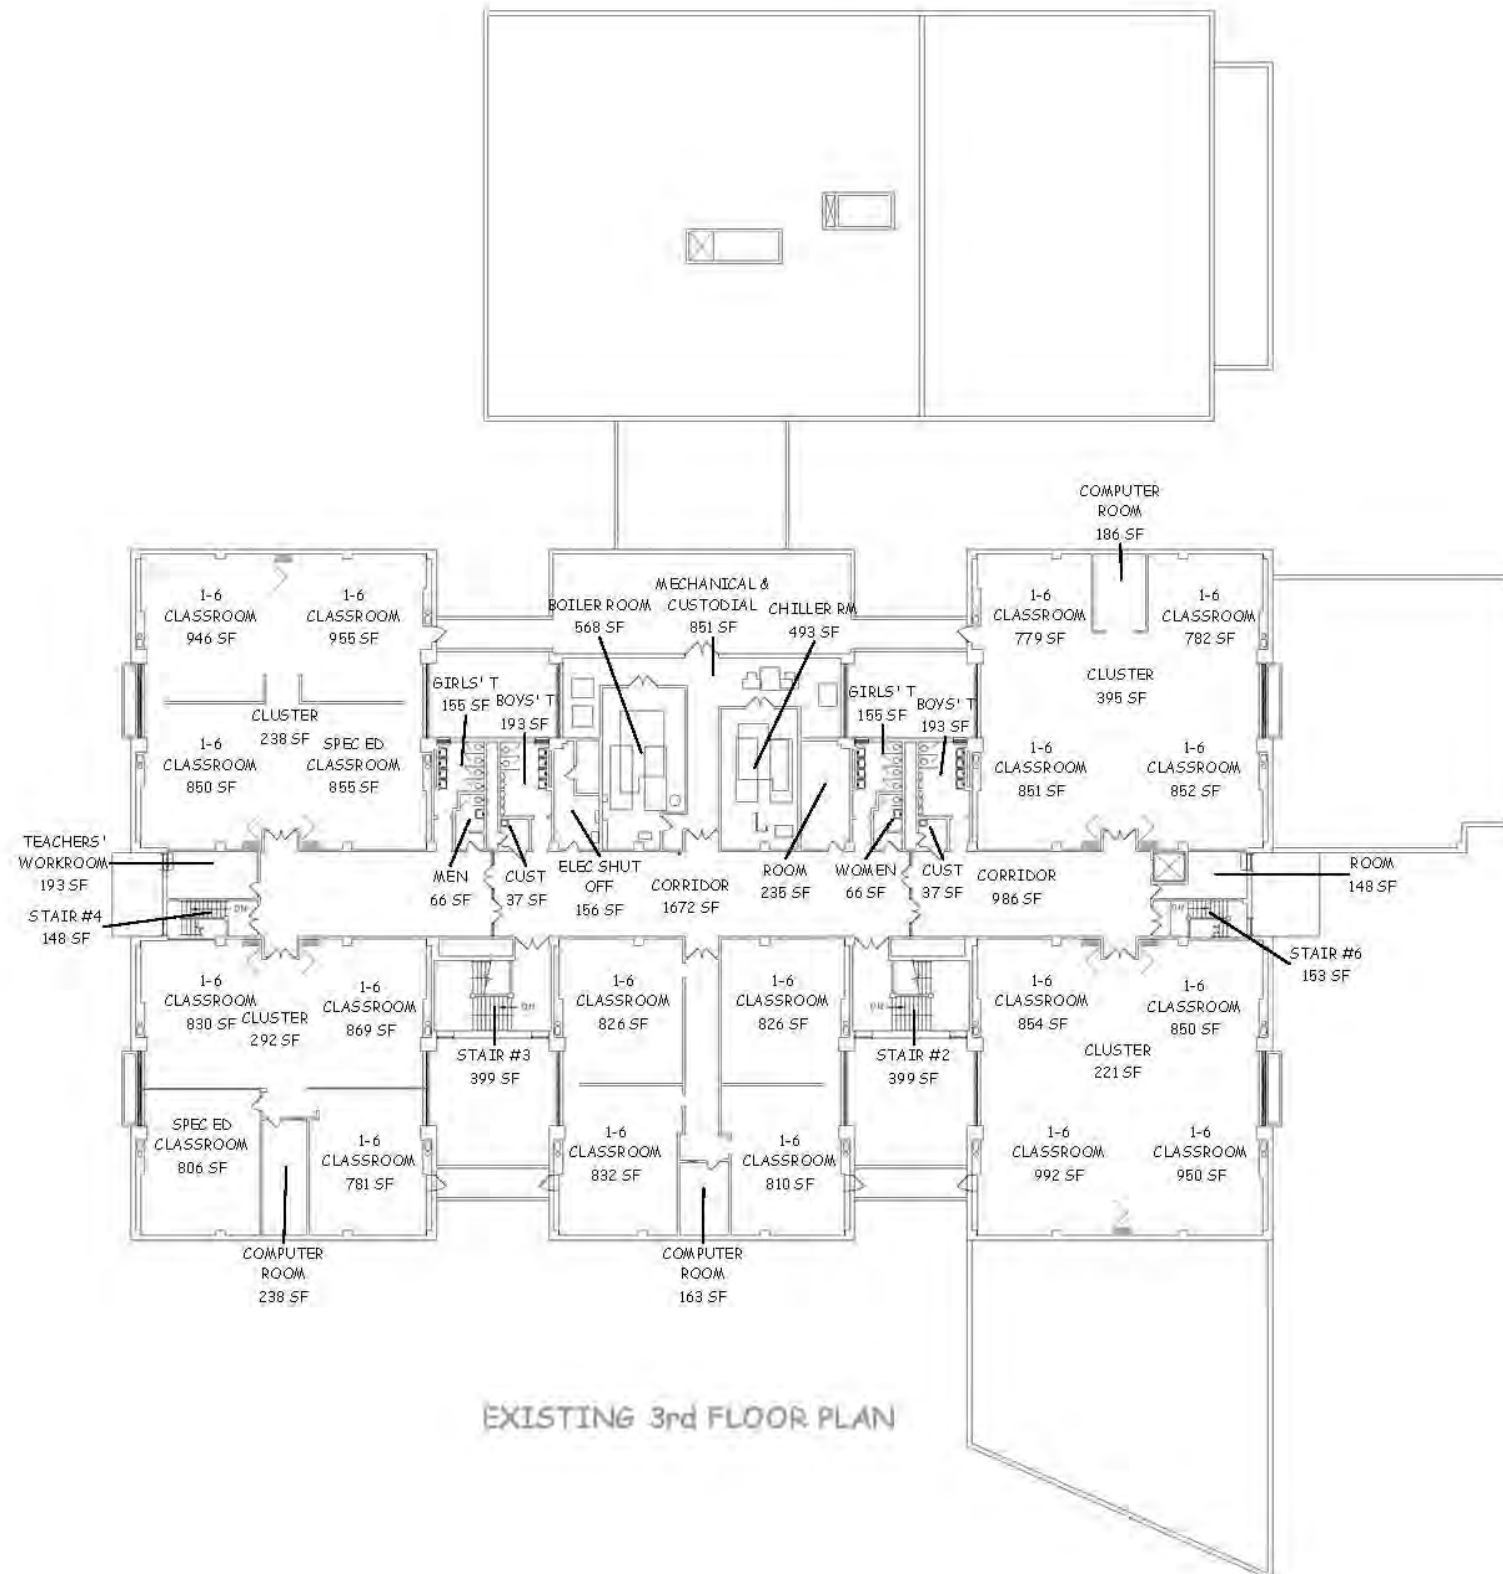 COMPUTER
ROOM
186 SF
1-6
CLASSROOM
946 SF
1-6
CLASSROOM
955 SF
BOILER ROOM
568 SF
MECHANICAL &
CUSTODIAL
851 SF
CHILLER RM
493 SF
1-6
CLASSROOM
779 SF
1-6
CLASSROOM
782 SF
CLUSTER
395 SF
GIRLS' T
155 SF
BOYS' T
193 SF
GIRLS' T
155 SF
BOYS' T
193 SF
CLUSTER
238 SF
1-6
CLASSROOM
850 SF
SPEC ED
CLASSROOM
855 SF
1-6
CLASSROOM
851 SF
1-6
CLASSROOM
852 SF
TEACHERS'
WORKROOM
193 SF
STAIR #4
148 SF
MEN
66 SF
CUST
37 SF
ELEC SHUT
OFF
156 SF
CORRIDOR
1672 SF
ROOM
235 SF
WOMEN
66 SF
CUST
37 SF
CORRIDOR
986 SF
ROOM
148 SF
STAIR #6
153 SF
DN
DN
DN
DN
1-6
CLASSROOM
830 SF
CLUSTER
292 SF
1-6
CLASSROOM
869 SF
STAIR #3
399 SF
1-6
CLASSROOM
826 SF
1-6
CLASSROOM
826 SF
STAIR #2
399 SF
1-6
CLASSROOM
854 SF
1-6
CLASSROOM
850 SF
CLUSTER
221 SF
SPEC ED
CLASSROOM
806 SF
1-6
CLASSROOM
781 SF
1-6
CLASSROOM
832 SF
1-6
CLASSROOM
810 SF
1-6
CLASSROOM
992 SF
1-6
CLASSROOM
950 SF
COMPUTER
ROOM
238 SF
COMPUTER
ROOM
163 SF
EXISTING 3rd FLOOR PLAN